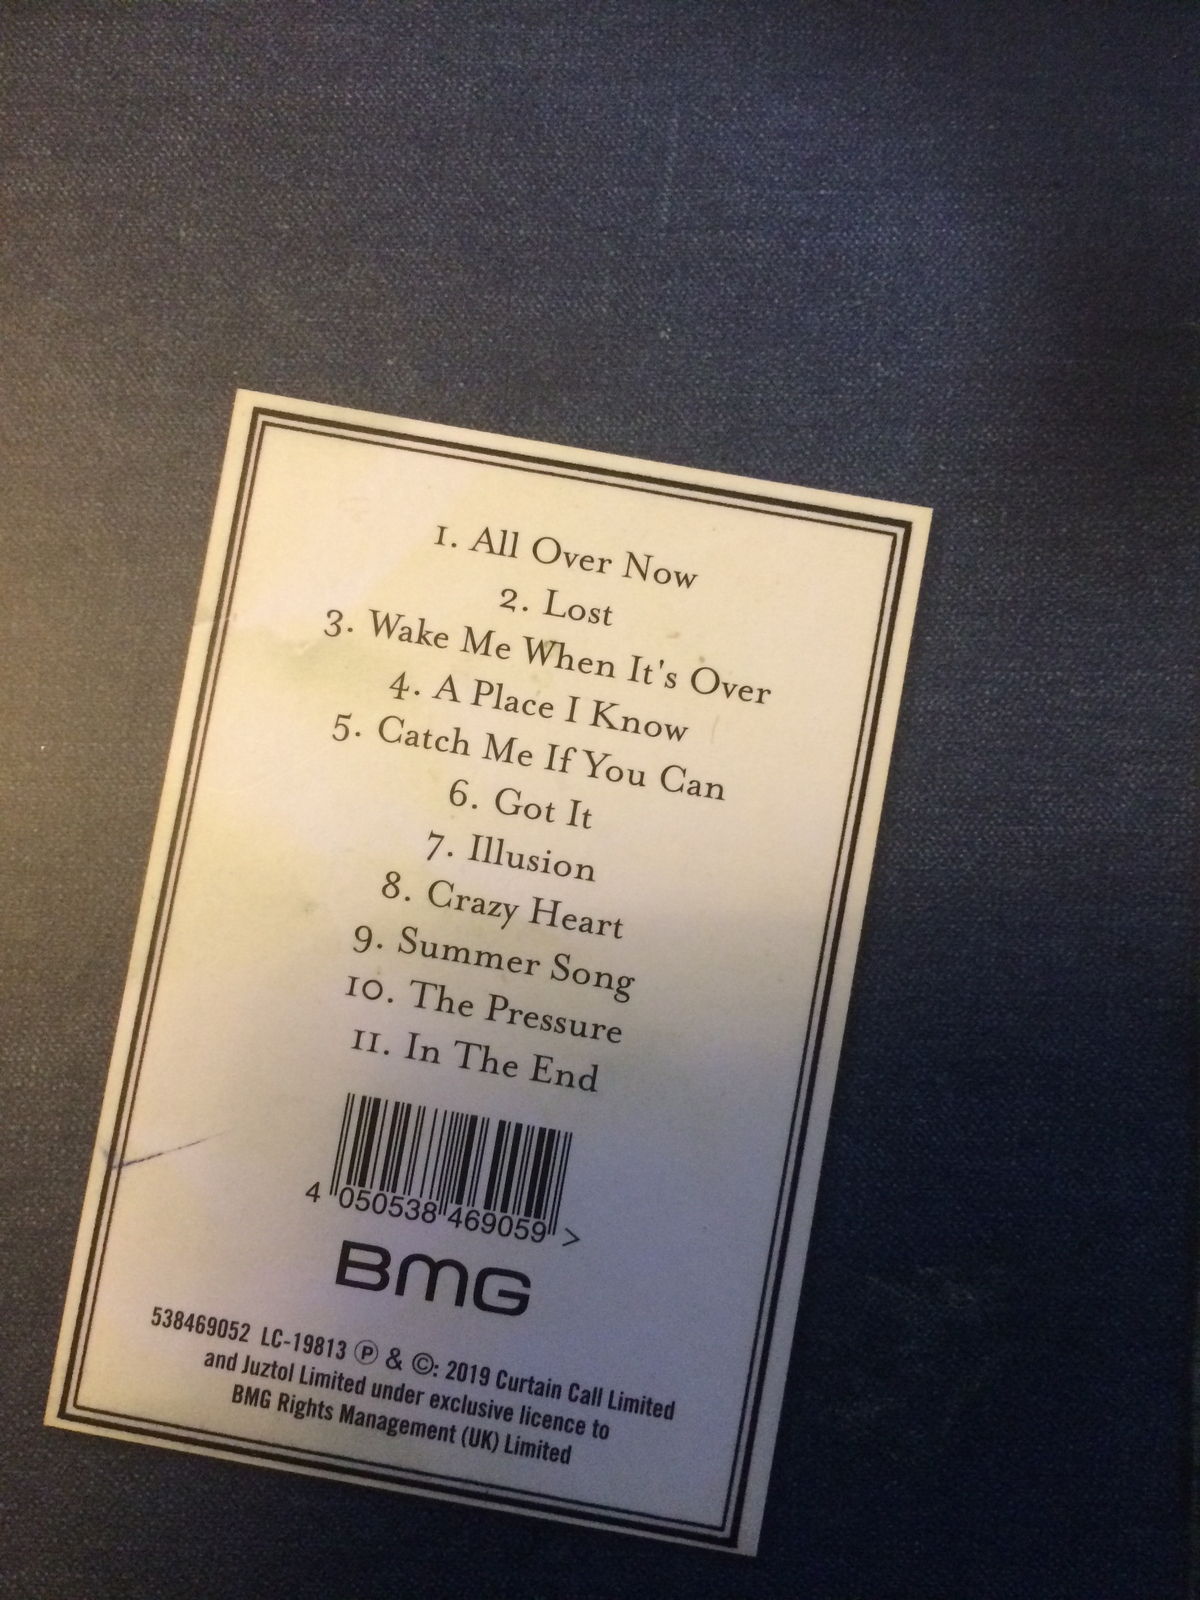 1. All Over Now
2. Lost
3. Wake Me When It's Over
4. A Place I Know
5. Catch Me If You Can
6. Got It
7. Illusion
8. Crazy Heart
9. Summer Song
10. The Pressure
11. In The End
4 050538 469059 >
BMG
538469052 LC-19813 Ⓟ & ©: 2019 Curtain Call Limited
and Juztol Limited under exclusive licence to
BMG Rights Management (UK) Limited